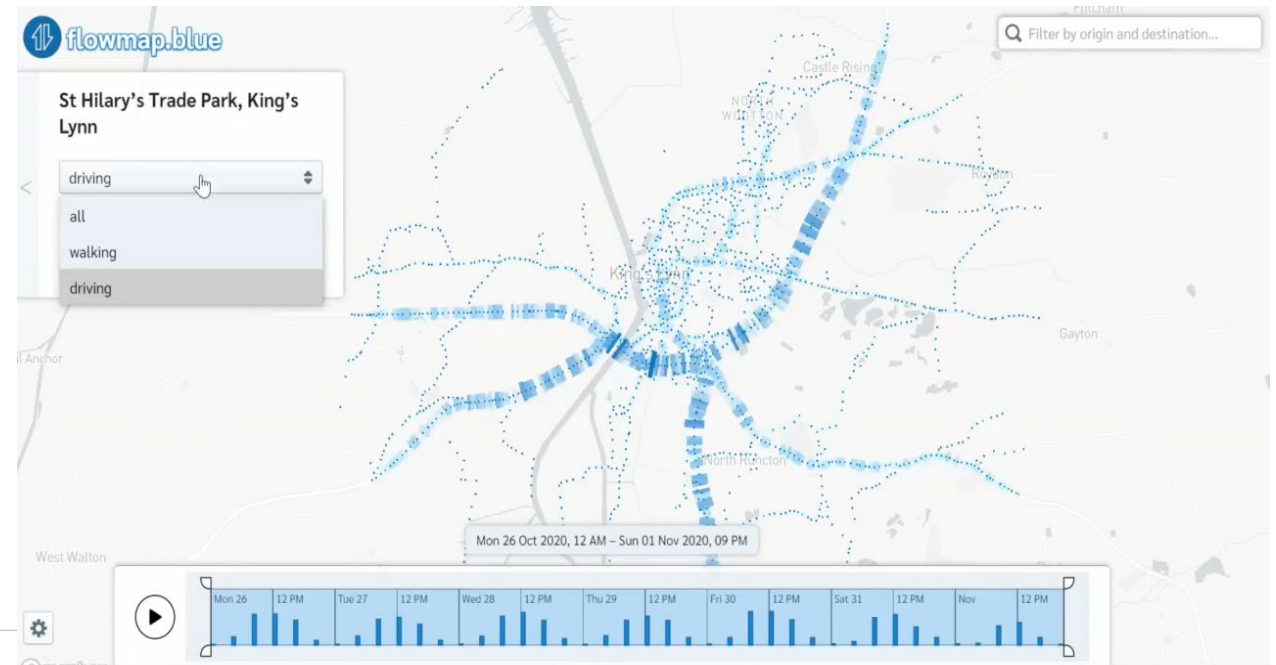 flowmap.blue
Filter by origin and destination...
St Hilary's Trade Park, King's
Lynn
driving
all
walking
driving
Castle Rising
NORTH
WOOTTON
Roydon
King's Lynn
Gayton
North Runcton
West Walton
Mon 26 Oct 2020, 12 AM – Sun 01 Nov 2020, 09 PM
Mon 26 12 PM Tue 27 12 PM Wed 28 12 PM Thu 29 12 PM Fri 30 12 PM Sat 31 12 PM Nov 12 PM